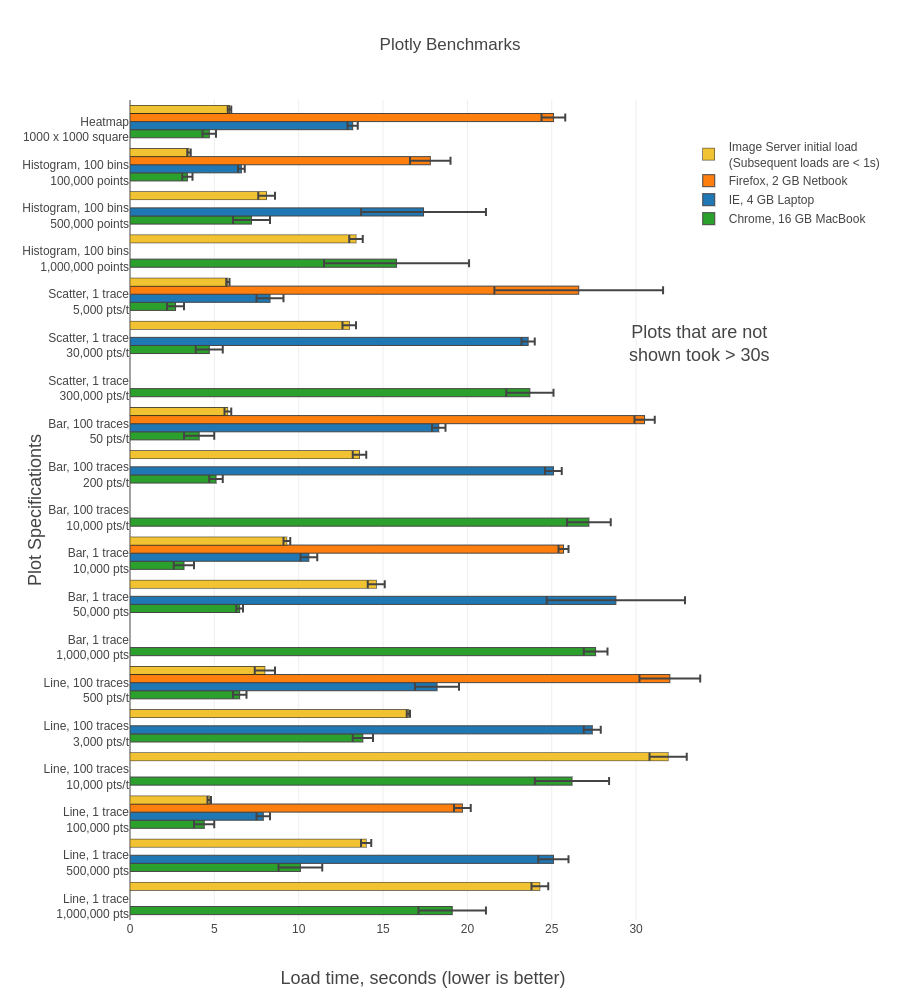 Plotly Benchmarks
Heatmap
1000 x 1000 square
Histogram, 100 bins
100,000 points
Histogram, 100 bins
500,000 points
Histogram, 100 bins
1,000,000 points
Scatter, 1 trace
5,000 pts/t
Scatter, 1 trace
30,000 pts/t
Scatter, 1 trace
300,000 pts/t
Bar, 100 traces
50 pts/t
Bar, 100 traces
200 pts/t
Bar, 100 traces
10,000 pts/t
Bar, 1 trace
10,000 pts
Bar, 1 trace
50,000 pts
Bar, 1 trace
1,000,000 pts
Line, 100 traces
500 pts/t
Line, 100 traces
3,000 pts/t
Line, 100 traces
10,000 pts/t
Line, 1 trace
100,000 pts
Line, 1 trace
500,000 pts
Line, 1 trace
1,000,000 pts
Plot Specificationts
Image Server initial load
(Subsequent loads are < 1s)
Firefox, 2 GB Netbook
IE, 4 GB Laptop
Chrome, 16 GB MacBook
Plots that are not
shown took > 30s
0 5 10 15 20 25 30
Load time, seconds (lower is better)